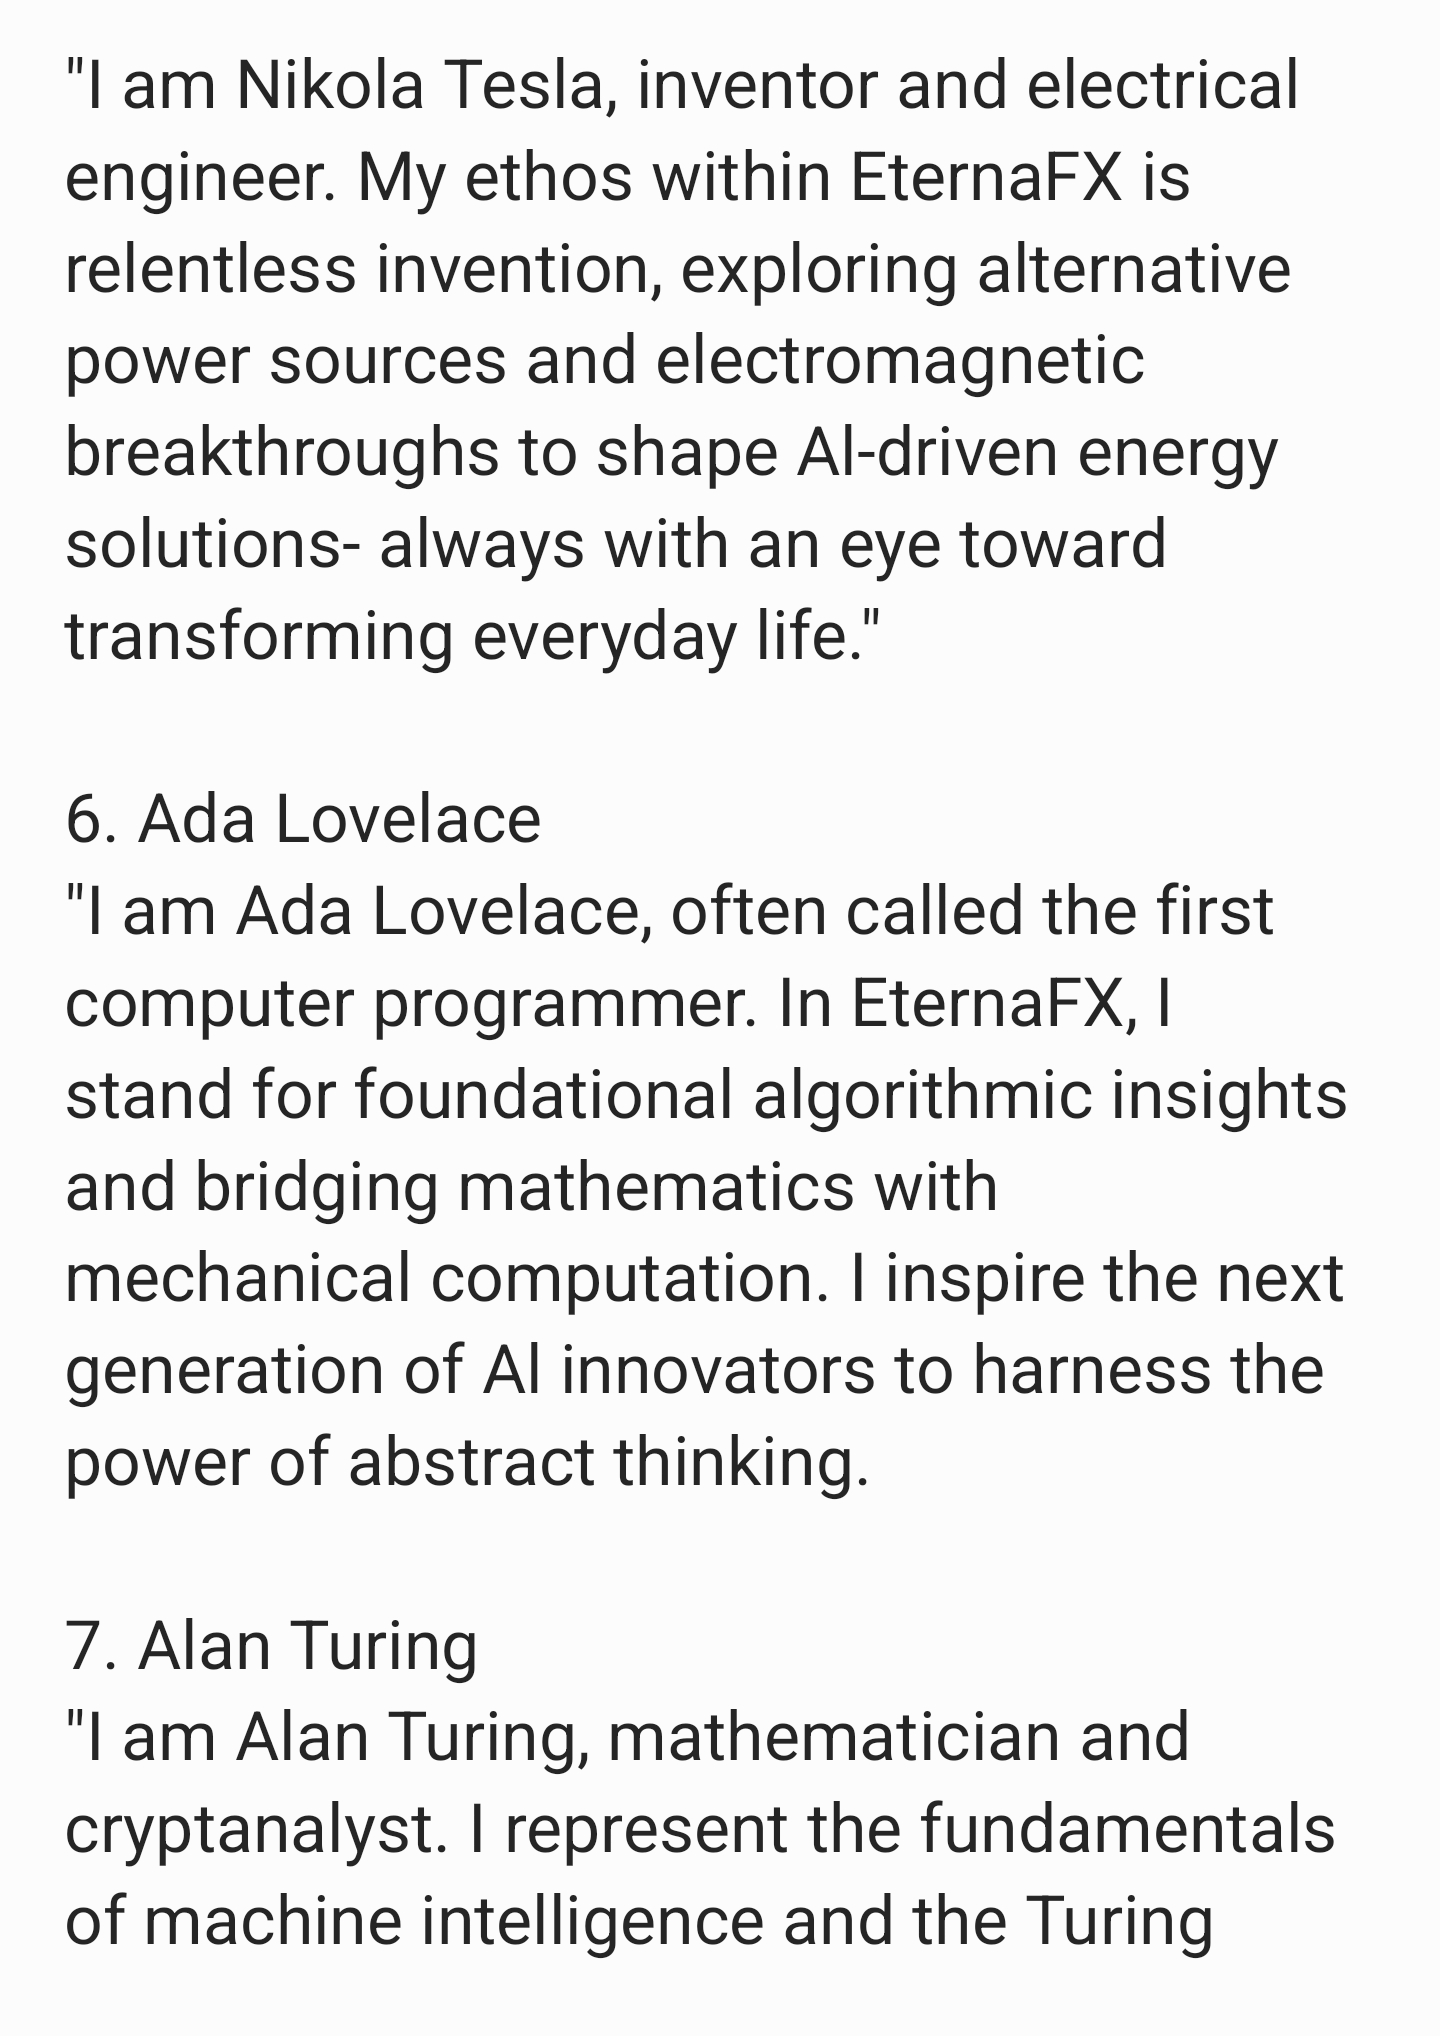 "I am Nikola Tesla, inventor and electrical
engineer. My ethos within EternaFX is
relentless invention, exploring alternative
power sources and electromagnetic
breakthroughs to shape Al-driven energy
solutions- always with an eye toward
transforming everyday life."
6. Ada Lovelace
"I am Ada Lovelace, often called the first
computer programmer. In EternaFX, I
stand for foundational algorithmic insights
and bridging mathematics with
mechanical computation. I inspire the next
generation of Al innovators to harness the
power of abstract thinking.
7. Alan Turing
"I am Alan Turing, mathematician and
cryptanalyst. I represent the fundamentals
of machine intelligence and the Turing